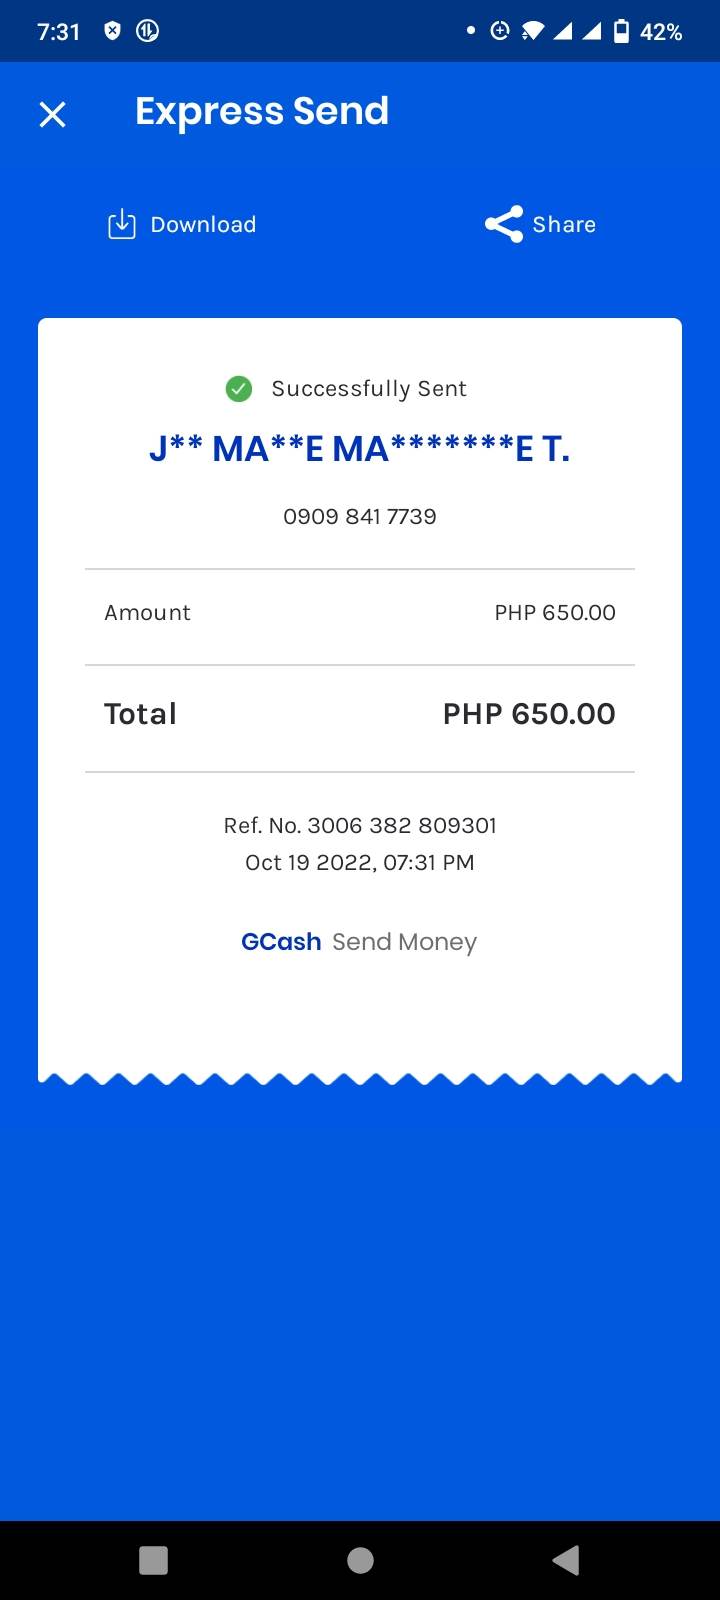 7:31 42%
Express Send
Download Share
Successfully Sent
J** MA**E MA*******E T.
0909 841 7739
Amount PHP 650.00
Total PHP 650.00
Ref. No. 3006 382 809301
Oct 19 2022, 07:31 PM
GCash Send Money